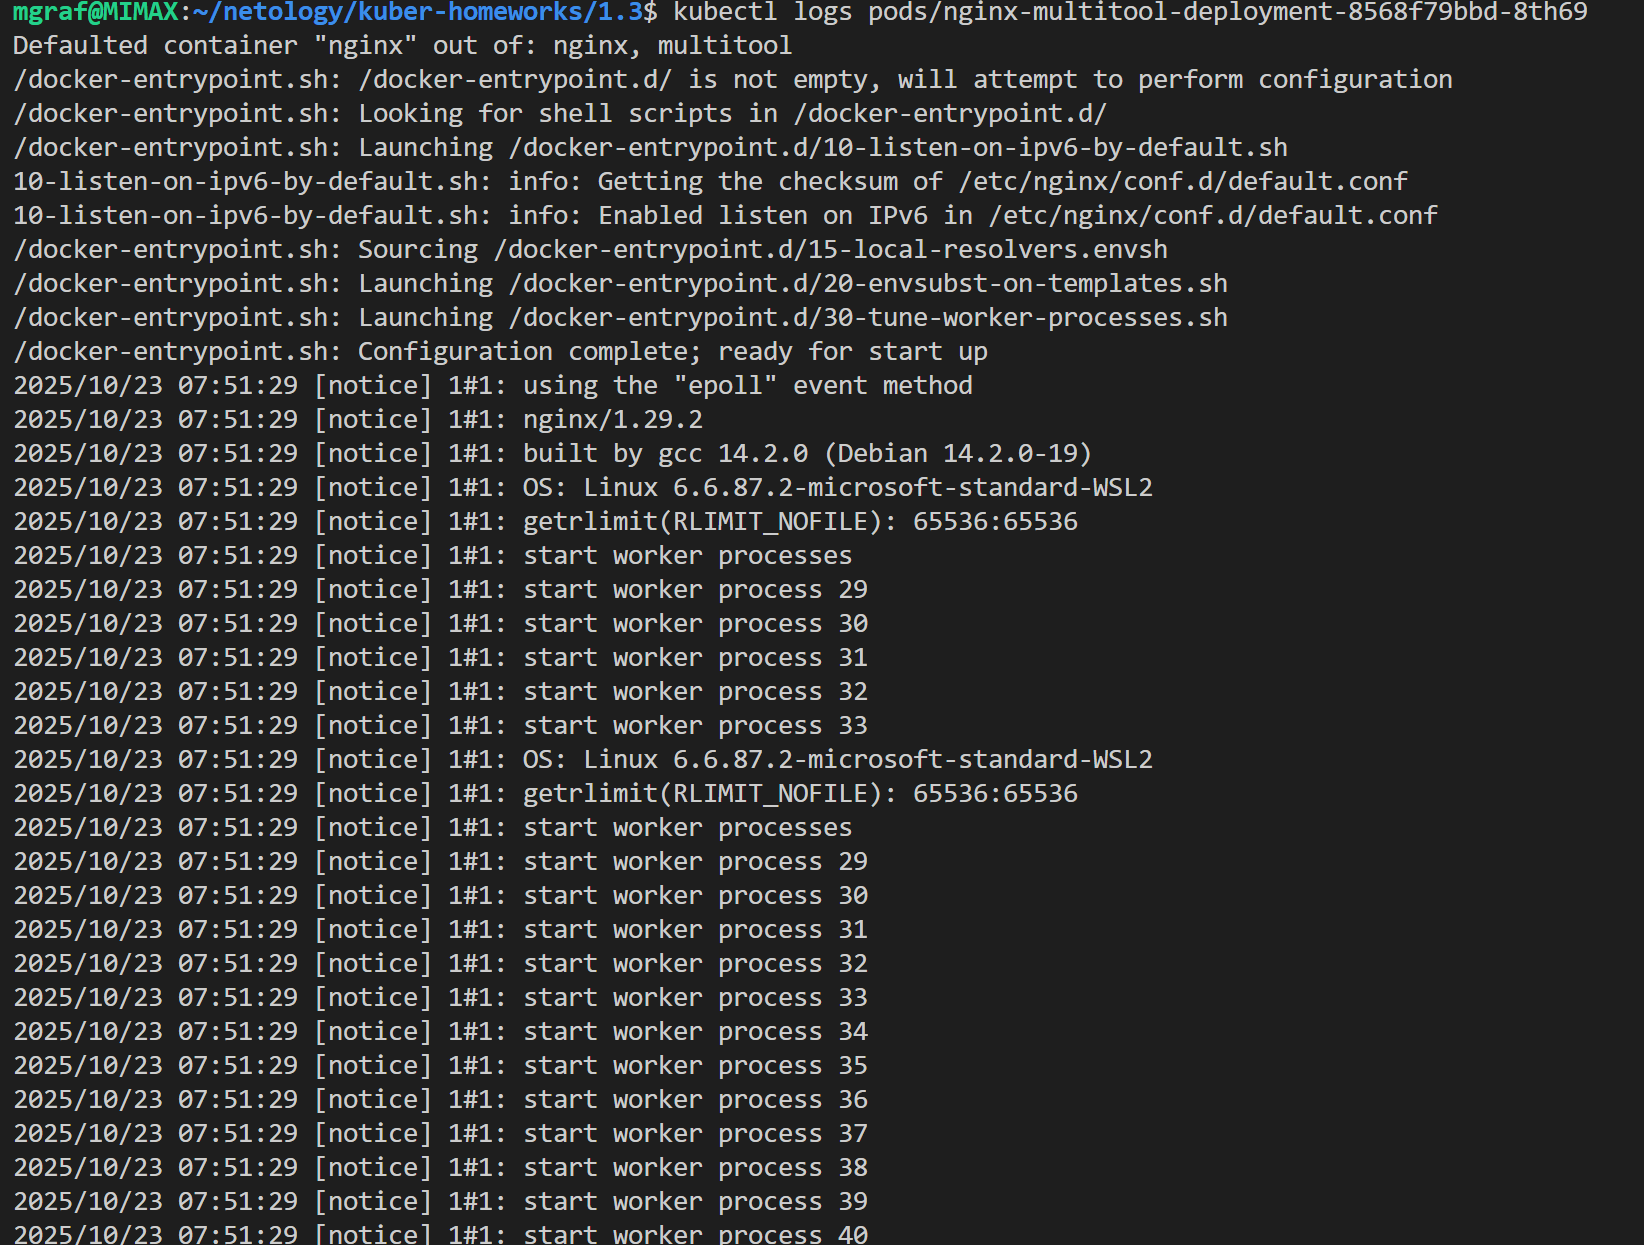 mgraf@MIMAX:~/netology/kuber-homeworks/1.3$ kubectl logs pods/nginx-multitool-deployment-8568f79bbd-8th69
Defaulted container "nginx" out of: nginx, multitool
/docker-entrypoint.sh: /docker-entrypoint.d/ is not empty, will attempt to perform configuration
/docker-entrypoint.sh: Looking for shell scripts in /docker-entrypoint.d/
/docker-entrypoint.sh: Launching /docker-entrypoint.d/10-listen-on-ipv6-by-default.sh
10-listen-on-ipv6-by-default.sh: info: Getting the checksum of /etc/nginx/conf.d/default.conf
10-listen-on-ipv6-by-default.sh: info: Enabled listen on IPv6 in /etc/nginx/conf.d/default.conf
/docker-entrypoint.sh: Sourcing /docker-entrypoint.d/15-local-resolvers.envsh
/docker-entrypoint.sh: Launching /docker-entrypoint.d/20-envsubst-on-templates.sh
/docker-entrypoint.sh: Launching /docker-entrypoint.d/30-tune-worker-processes.sh
/docker-entrypoint.sh: Configuration complete; ready for start up
2025/10/23 07:51:29 [notice] 1#1: using the "epoll" event method
2025/10/23 07:51:29 [notice] 1#1: nginx/1.29.2
2025/10/23 07:51:29 [notice] 1#1: built by gcc 14.2.0 (Debian 14.2.0-19)
2025/10/23 07:51:29 [notice] 1#1: OS: Linux 6.6.87.2-microsoft-standard-WSL2
2025/10/23 07:51:29 [notice] 1#1: getrlimit(RLIMIT_NOFILE): 65536:65536
2025/10/23 07:51:29 [notice] 1#1: start worker processes
2025/10/23 07:51:29 [notice] 1#1: start worker process 29
2025/10/23 07:51:29 [notice] 1#1: start worker process 30
2025/10/23 07:51:29 [notice] 1#1: start worker process 31
2025/10/23 07:51:29 [notice] 1#1: start worker process 32
2025/10/23 07:51:29 [notice] 1#1: start worker process 33
2025/10/23 07:51:29 [notice] 1#1: OS: Linux 6.6.87.2-microsoft-standard-WSL2
2025/10/23 07:51:29 [notice] 1#1: getrlimit(RLIMIT_NOFILE): 65536:65536
2025/10/23 07:51:29 [notice] 1#1: start worker processes
2025/10/23 07:51:29 [notice] 1#1: start worker process 29
2025/10/23 07:51:29 [notice] 1#1: start worker process 30
2025/10/23 07:51:29 [notice] 1#1: start worker process 31
2025/10/23 07:51:29 [notice] 1#1: start worker process 32
2025/10/23 07:51:29 [notice] 1#1: start worker process 33
2025/10/23 07:51:29 [notice] 1#1: start worker process 34
2025/10/23 07:51:29 [notice] 1#1: start worker process 35
2025/10/23 07:51:29 [notice] 1#1: start worker process 36
2025/10/23 07:51:29 [notice] 1#1: start worker process 37
2025/10/23 07:51:29 [notice] 1#1: start worker process 38
2025/10/23 07:51:29 [notice] 1#1: start worker process 39
2025/10/23 07:51:29 [notice] 1#1: start worker process 40